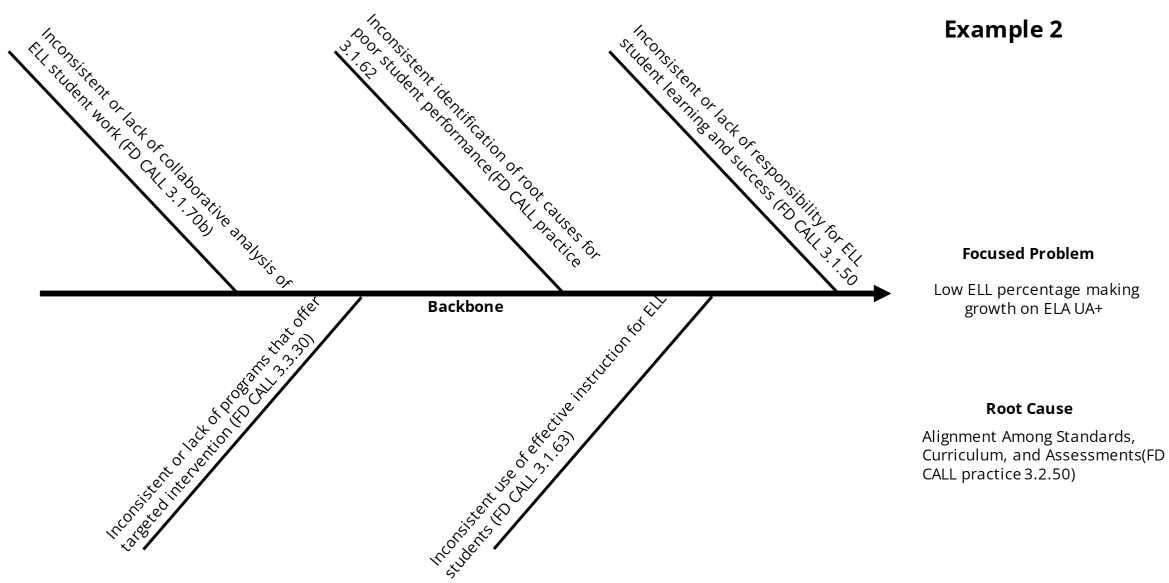 Example 2
Inconsistent or lack of collaborative analysis of
ELL student work (FD CALL 3.1.70b)
Inconsistent identification of root causes for
poor student performance(FD CALL practice
3.1.62
Inconsistent or lack of responsibility for ELL
student learning and success (FD CALL 3.1.50
Backbone
Inconsistent or lack of programs that offer
targeted intervention (FD CALL 3.3.30)
Inconsistent use of effective instruction for ELL
students (FD CALL 3.1.63)
Focused Problem
Low ELL percentage making
growth on ELA UA+
Root Cause
Alignment Among Standards,
Curriculum, and Assessments(FD
CALL practice 3.2.50)